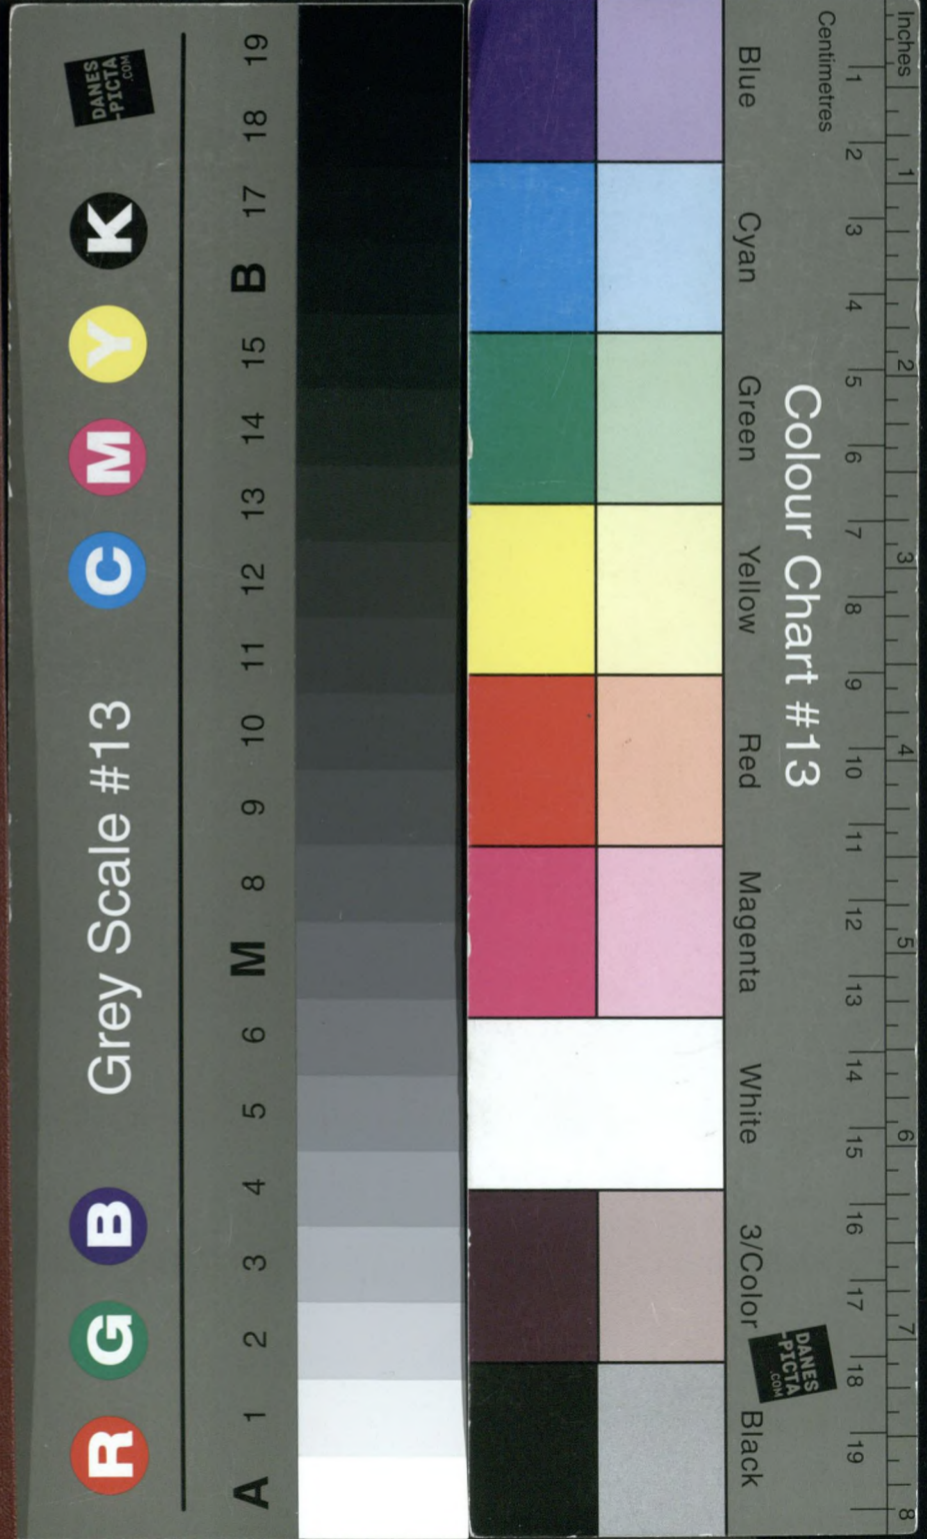 Grey Scale #13
R G B C M Y K
DANES
-PICTA
.COM
A 1 2 3 4 5 6 M 8 9 10 11 12 13 14 15 B 17 18 19
Colour Chart #13
Blue Cyan Green Yellow Red Magenta White 3/Color Black
Inches 1 2 3 4 5 6 7 8
Centimetres 1 2 3 4 5 6 7 8 9 10 11 12 13 14 15 16 17 18 19
DANES
-PICTA
.COM